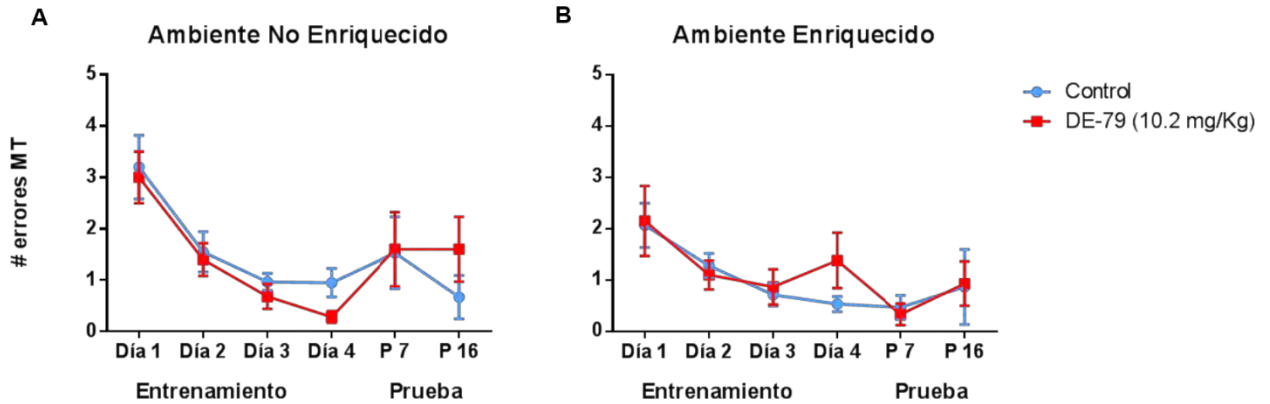 A
Ambiente No Enriquecido
# errores MT
5
4
3
2
1
0
Día 1 Día 2 Día 3 Día 4 P 7 P 16
Entrenamiento Prueba
B
Ambiente Enriquecido
5
4
3
2
1
0
Día 1 Día 2 Día 3 Día 4 P 7 P 16
Entrenamiento Prueba
Control
DE-79 (10.2 mg/Kg)